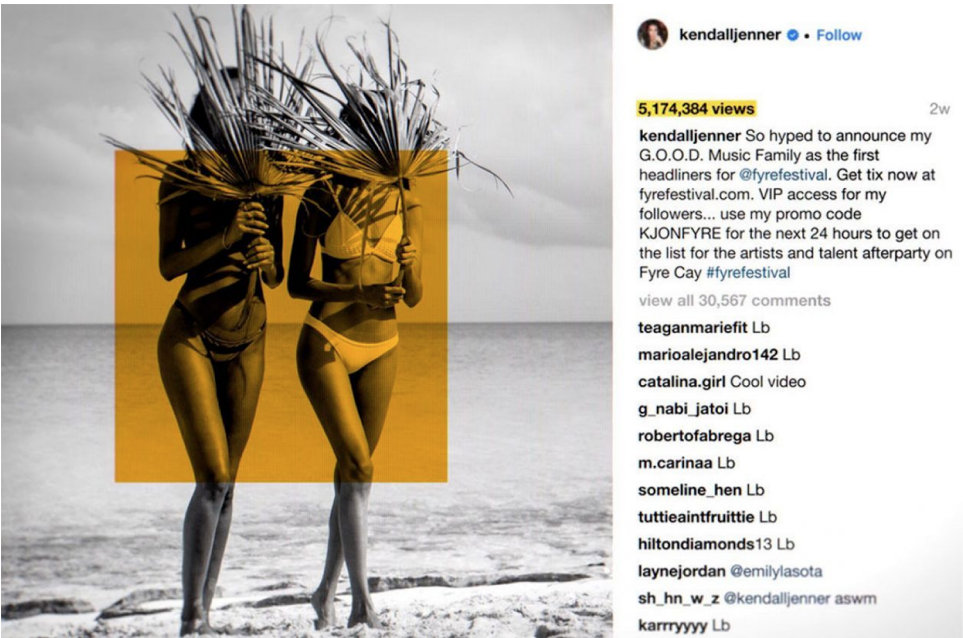 kendalljenner • Follow
5,174,384 views
2w
kendalljenner So hyped to announce my
G.O.O.D. Music Family as the first
headliners for @fyrefestival. Get tix now at
fyrefestival.com. VIP access for my
followers... use my promo code
KJONFYRE for the next 24 hours to get on
the list for the artists and talent afterparty on
Fyre Cay #fyrefestival
view all 30,567 comments
teaganmariefit Lb
marioalejandro142 Lb
catalina.girl Cool video
g_nabi_jatoi Lb
robertofabrega Lb
m.carinaa Lb
someline_hen Lb
tuttieaintfruittie Lb
hiltondiamonds13 Lb
laynejordan @emilylasota
sh_hn_w_z @kendalljenner aswm
karrryyyy Lb